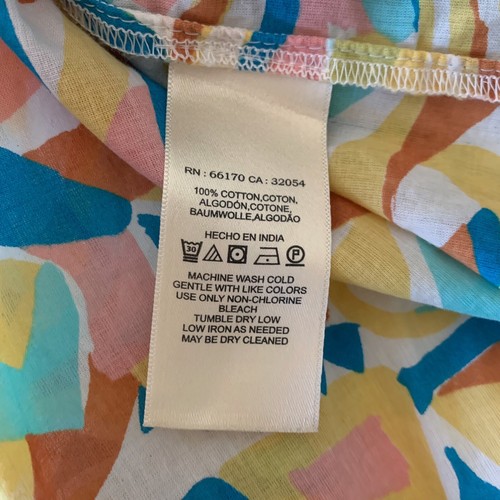 RN : 66170 CA : 32054
100% COTTON,COTON,
ALGODÓN,COTONE,
BAUMWOLLE,ALGODÃO
HECHO EN INDIA
30 P
MACHINE WASH COLD
GENTLE WITH LIKE COLORS
USE ONLY NON-CHLORINE
BLEACH
TUMBLE DRY LOW
LOW IRON AS NEEDED
MAY BE DRY CLEANED